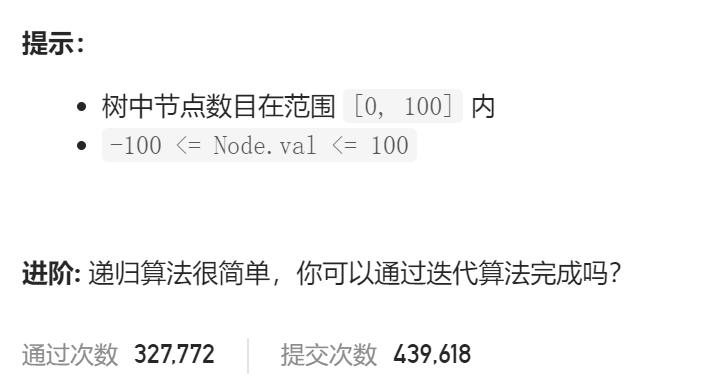 提示：
树中节点数目在范围 [0, 100] 内
-100 <= Node.val <= 100
进阶: 递归算法很简单，你可以通过迭代算法完成吗？
通过次数 327,772 提交次数 439,618